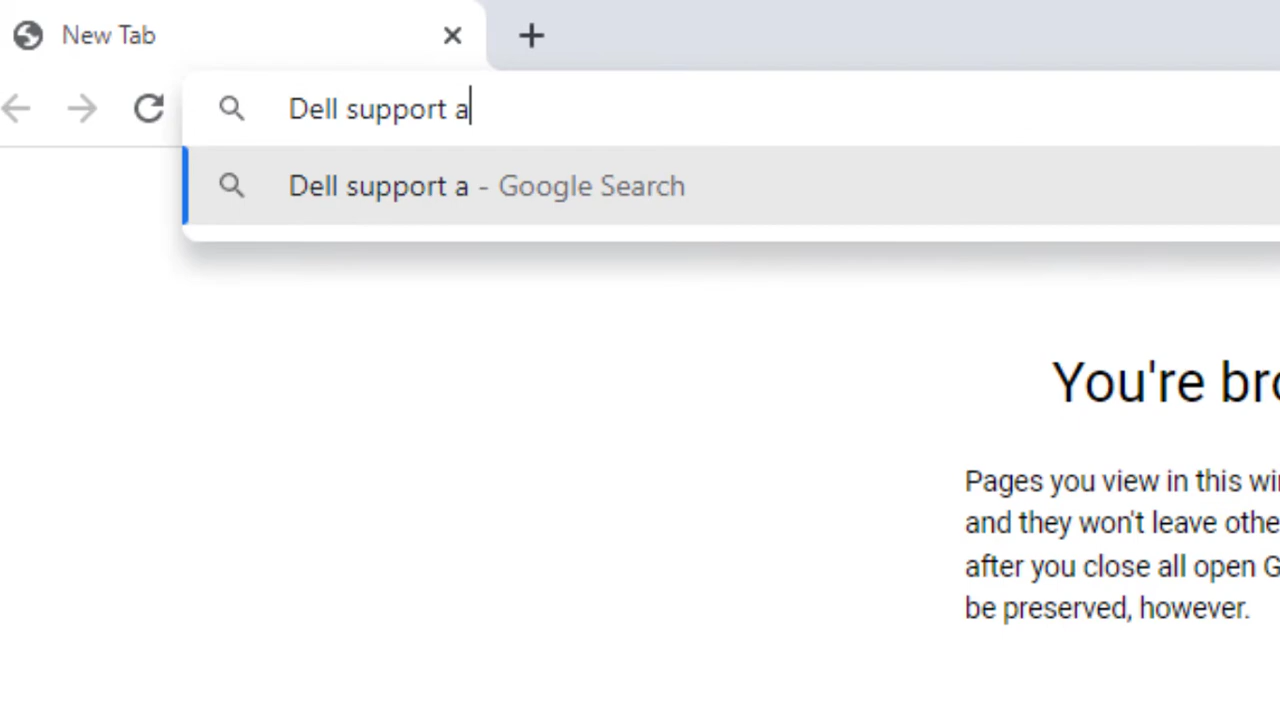 New Tab
Dell support a
Dell support a - Google Search
You're bro
Pages you view in this win
and they won't leave othe
after you close all open G
be preserved, however.